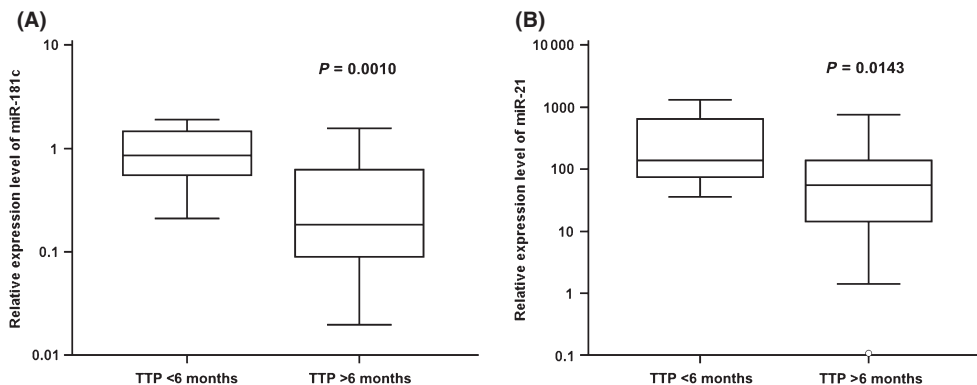 (A)
Relative expression level of miR-181c
10
1
0.1
0.01
P = 0.0010
TTP <6 months
TTP >6 months
(B)
Relative expression level of miR-21
10 000
1000
100
10
1
0.1
P = 0.0143
TTP <6 months
TTP >6 months